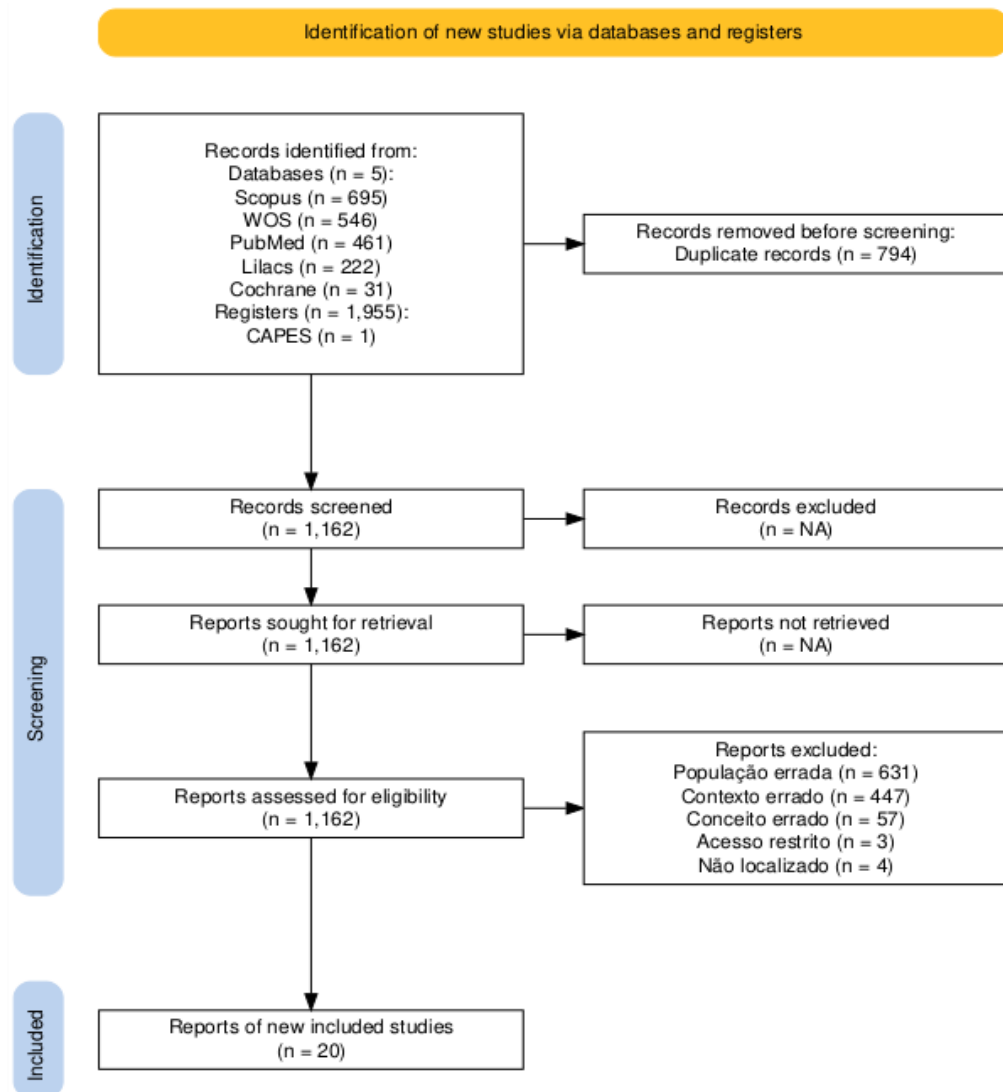 Identification of new studies via databases and registers
Identification
Records identified from:
Databases (n = 5):
Scopus (n = 695)
WOS (n = 546)
PubMed (n = 461)
Lilacs (n = 222)
Cochrane (n = 31)
Registers (n = 1,955):
CAPES (n = 1)
Records removed before screening:
Duplicate records (n = 794)
Screening
Records screened
(n = 1,162)
Records excluded
(n = NA)
Reports sought for retrieval
(n = 1,162)
Reports not retrieved
(n = NA)
Reports assessed for eligibility
(n = 1,162)
Reports excluded:
População errada (n = 631)
Contexto errado (n = 447)
Conceito errado (n = 57)
Acesso restrito (n = 3)
Não localizado (n = 4)
Included
Reports of new included studies
(n = 20)